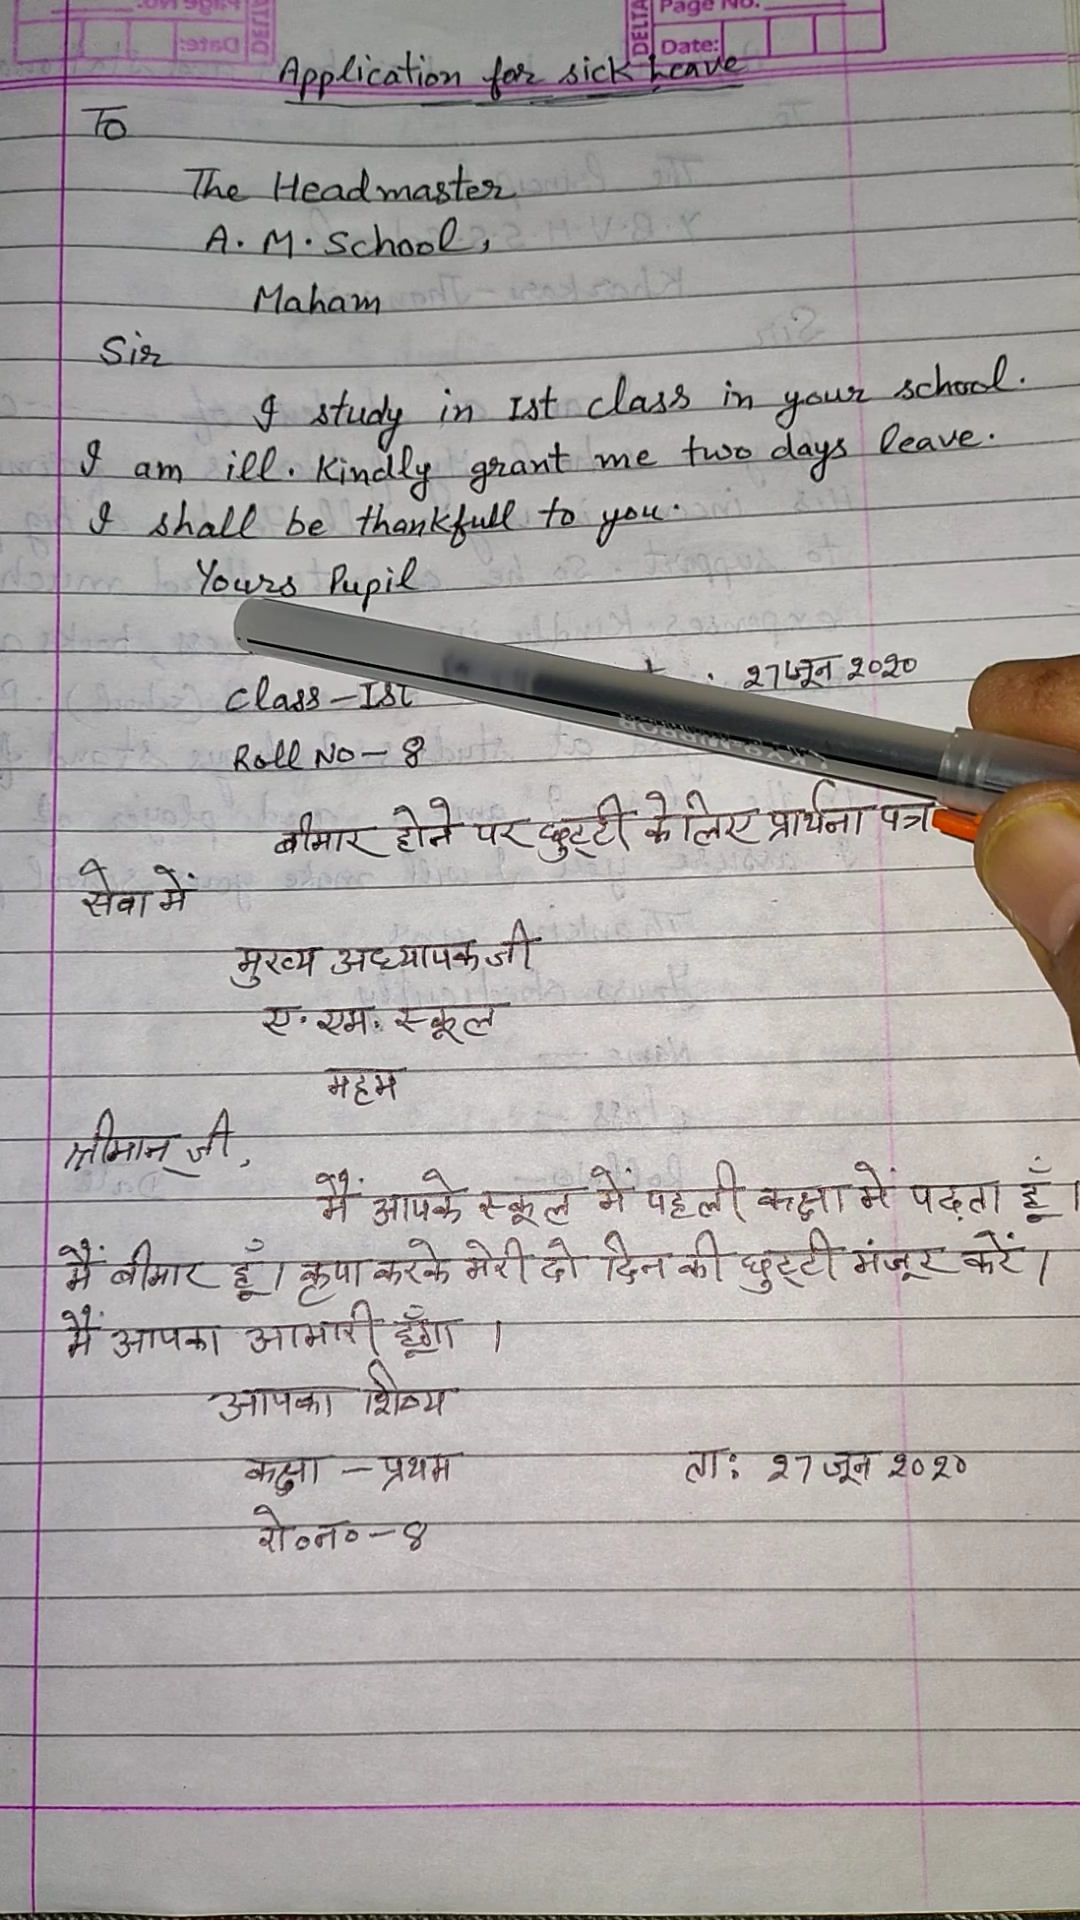 Page No.
DELTA
Date:
Application for sick Leave
To
The Headmaster
A. M. School,
Maham
Sir
I study in Ist class in your school.
I am ill. Kindly grant me two days leave.
I shall be thankfull to you.
Yours Pupil
27 जून 2020
Class - Ist
Roll No - 8
बीमार होने पर छुट्टी के लिए प्रार्थना पत्र
सेवा में
मुख्य अध्यापक जी
ए. एम. स्कूल
महम
श्रीमान् जी,
मैं आपके स्कूल में पहली कक्षा में पढ़ता हूँ।
मैं बीमार हूँ। कृपा करके मेरी दो दिन की छुट्टी मंजूर करें।
मैं आपका आभारी हूँगा ।
आपका शिष्य
कक्षा - प्रथम ता: 27 जून 2020
रो०न० - 8